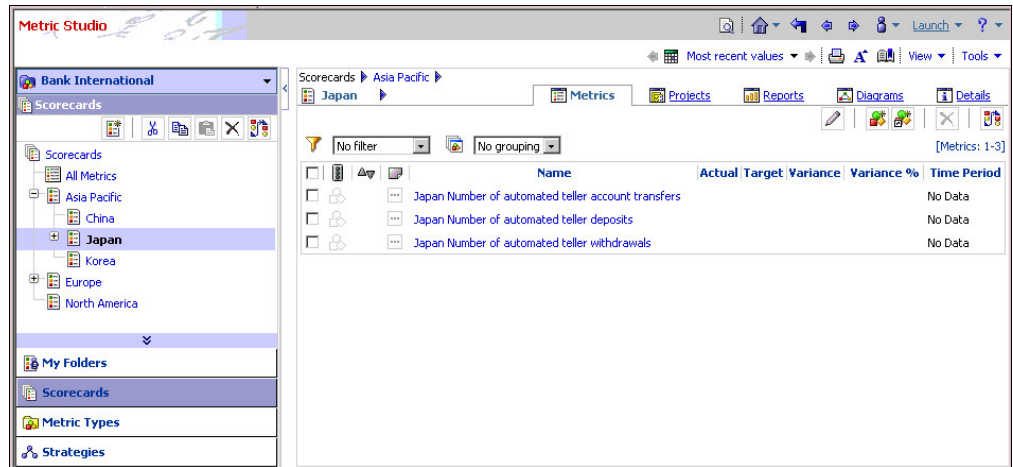 Metric Studio
Launch
?
Most recent values
A
View
Tools
Bank International
Scorecards
Scorecards
All Metrics
Asia Pacific
China
Japan
Korea
Europe
North America
My Folders
Scorecards
Metric Types
Strategies
Scorecards Asia Pacific
Japan
Metrics Projects Reports Diagrams Details
No filter No grouping [Metrics: 1-3]
Name Actual Target Variance Variance % Time Period
Japan Number of automated teller account transfers No Data
Japan Number of automated teller deposits No Data
Japan Number of automated teller withdrawals No Data